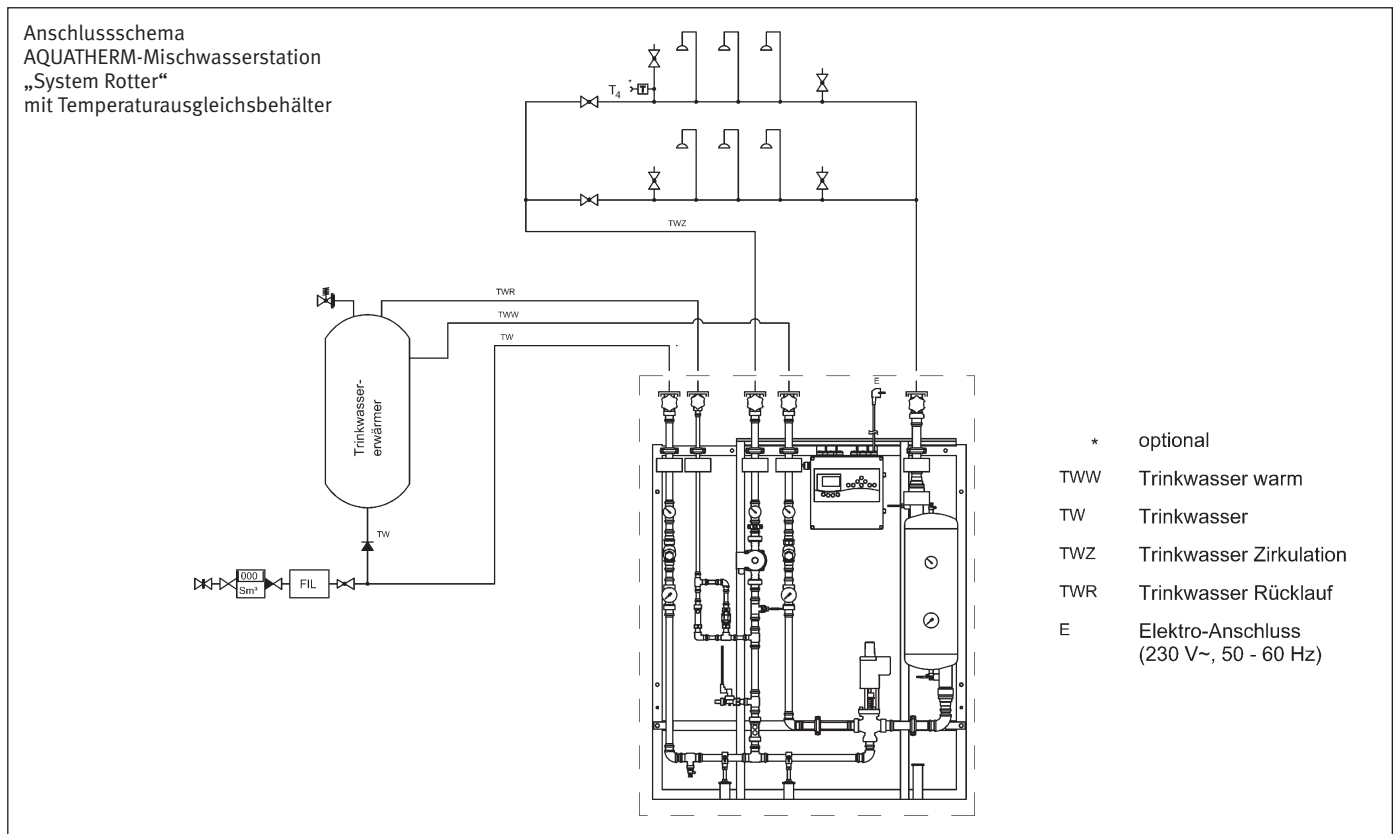 Anschlussschema
AQUATHERM-Mischwasserstation
„System Rotter“
mit Temperaturausgleichsbehälter
*
T4
T
TWZ
TWR
TWW
TW
E
Trinkwasser-
erwärmer
TW
000
Sm³
FIL
* optional
TWW Trinkwasser warm
TW Trinkwasser
TWZ Trinkwasser Zirkulation
TWR Trinkwasser Rücklauf
E Elektro-Anschluss
(230 V~, 50 - 60 Hz)